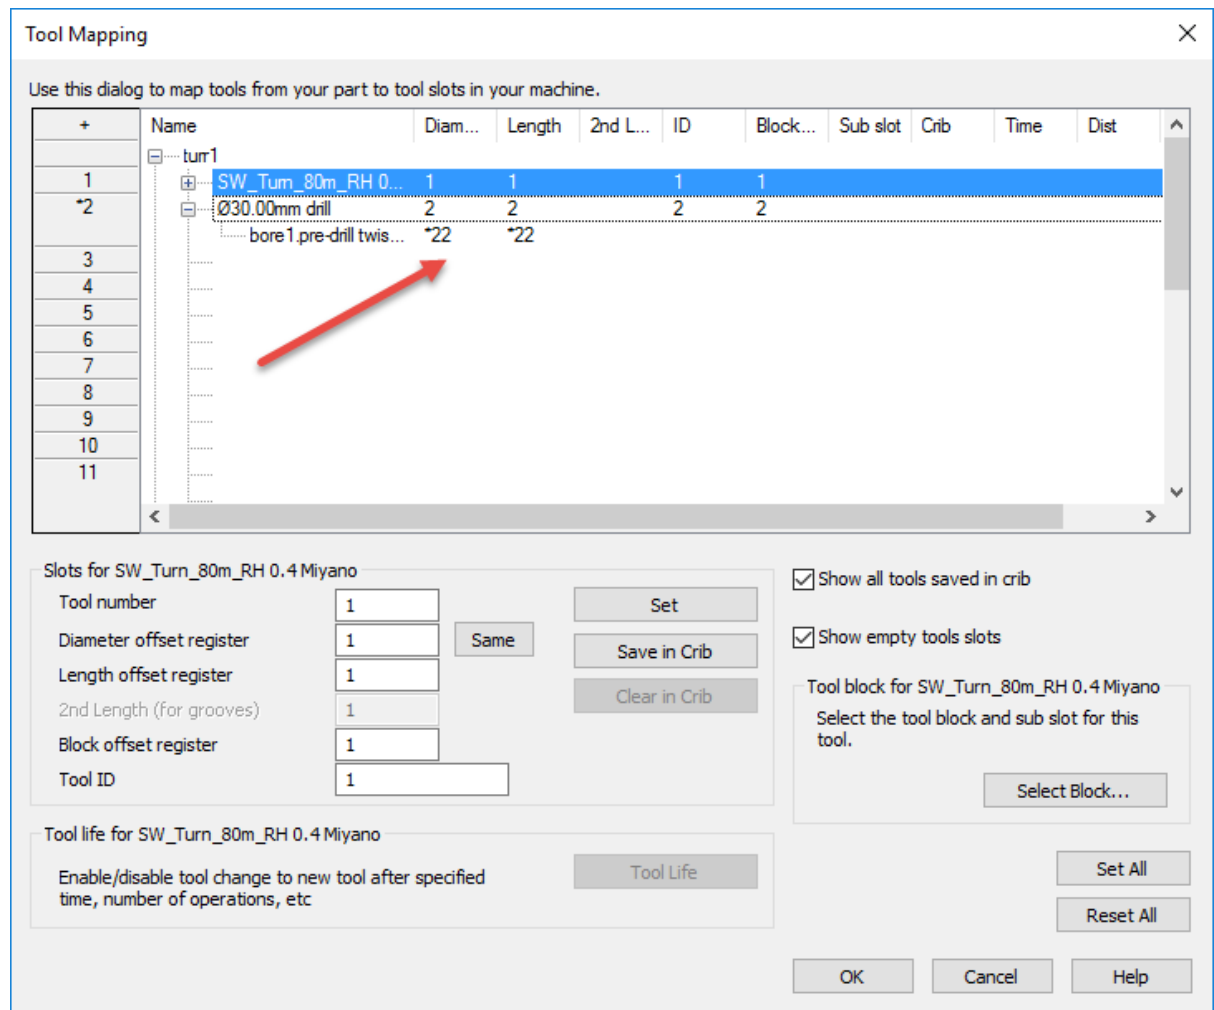 Tool Mapping
Use this dialog to map tools from your part to tool slots in your machine.
+ Name Diam... Length 2nd L... ID Block... Sub slot Crib Time Dist
turr1
1 SW_Turn_80m_RH 0... 1 1 1 1
*2 Ø30.00mm drill 2 2 2 2
bore1.pre-drill twis... *22 *22
3
4
5
6
7
8
9
10
11
Slots for SW_Turn_80m_RH 0.4 Miyano
Tool number 1 Set
Diameter offset register 1 Same
Save in Crib
Length offset register 1
Clear in Crib
2nd Length (for grooves) 1
Block offset register 1
Tool ID 1
Show all tools saved in crib
Show empty tools slots
Tool block for SW_Turn_80m_RH 0.4 Miyano
Select the tool block and sub slot for this
tool.
Select Block...
Tool life for SW_Turn_80m_RH 0.4 Miyano
Enable/disable tool change to new tool after specified
time, number of operations, etc
Tool Life
Set All
Reset All
OK Cancel Help